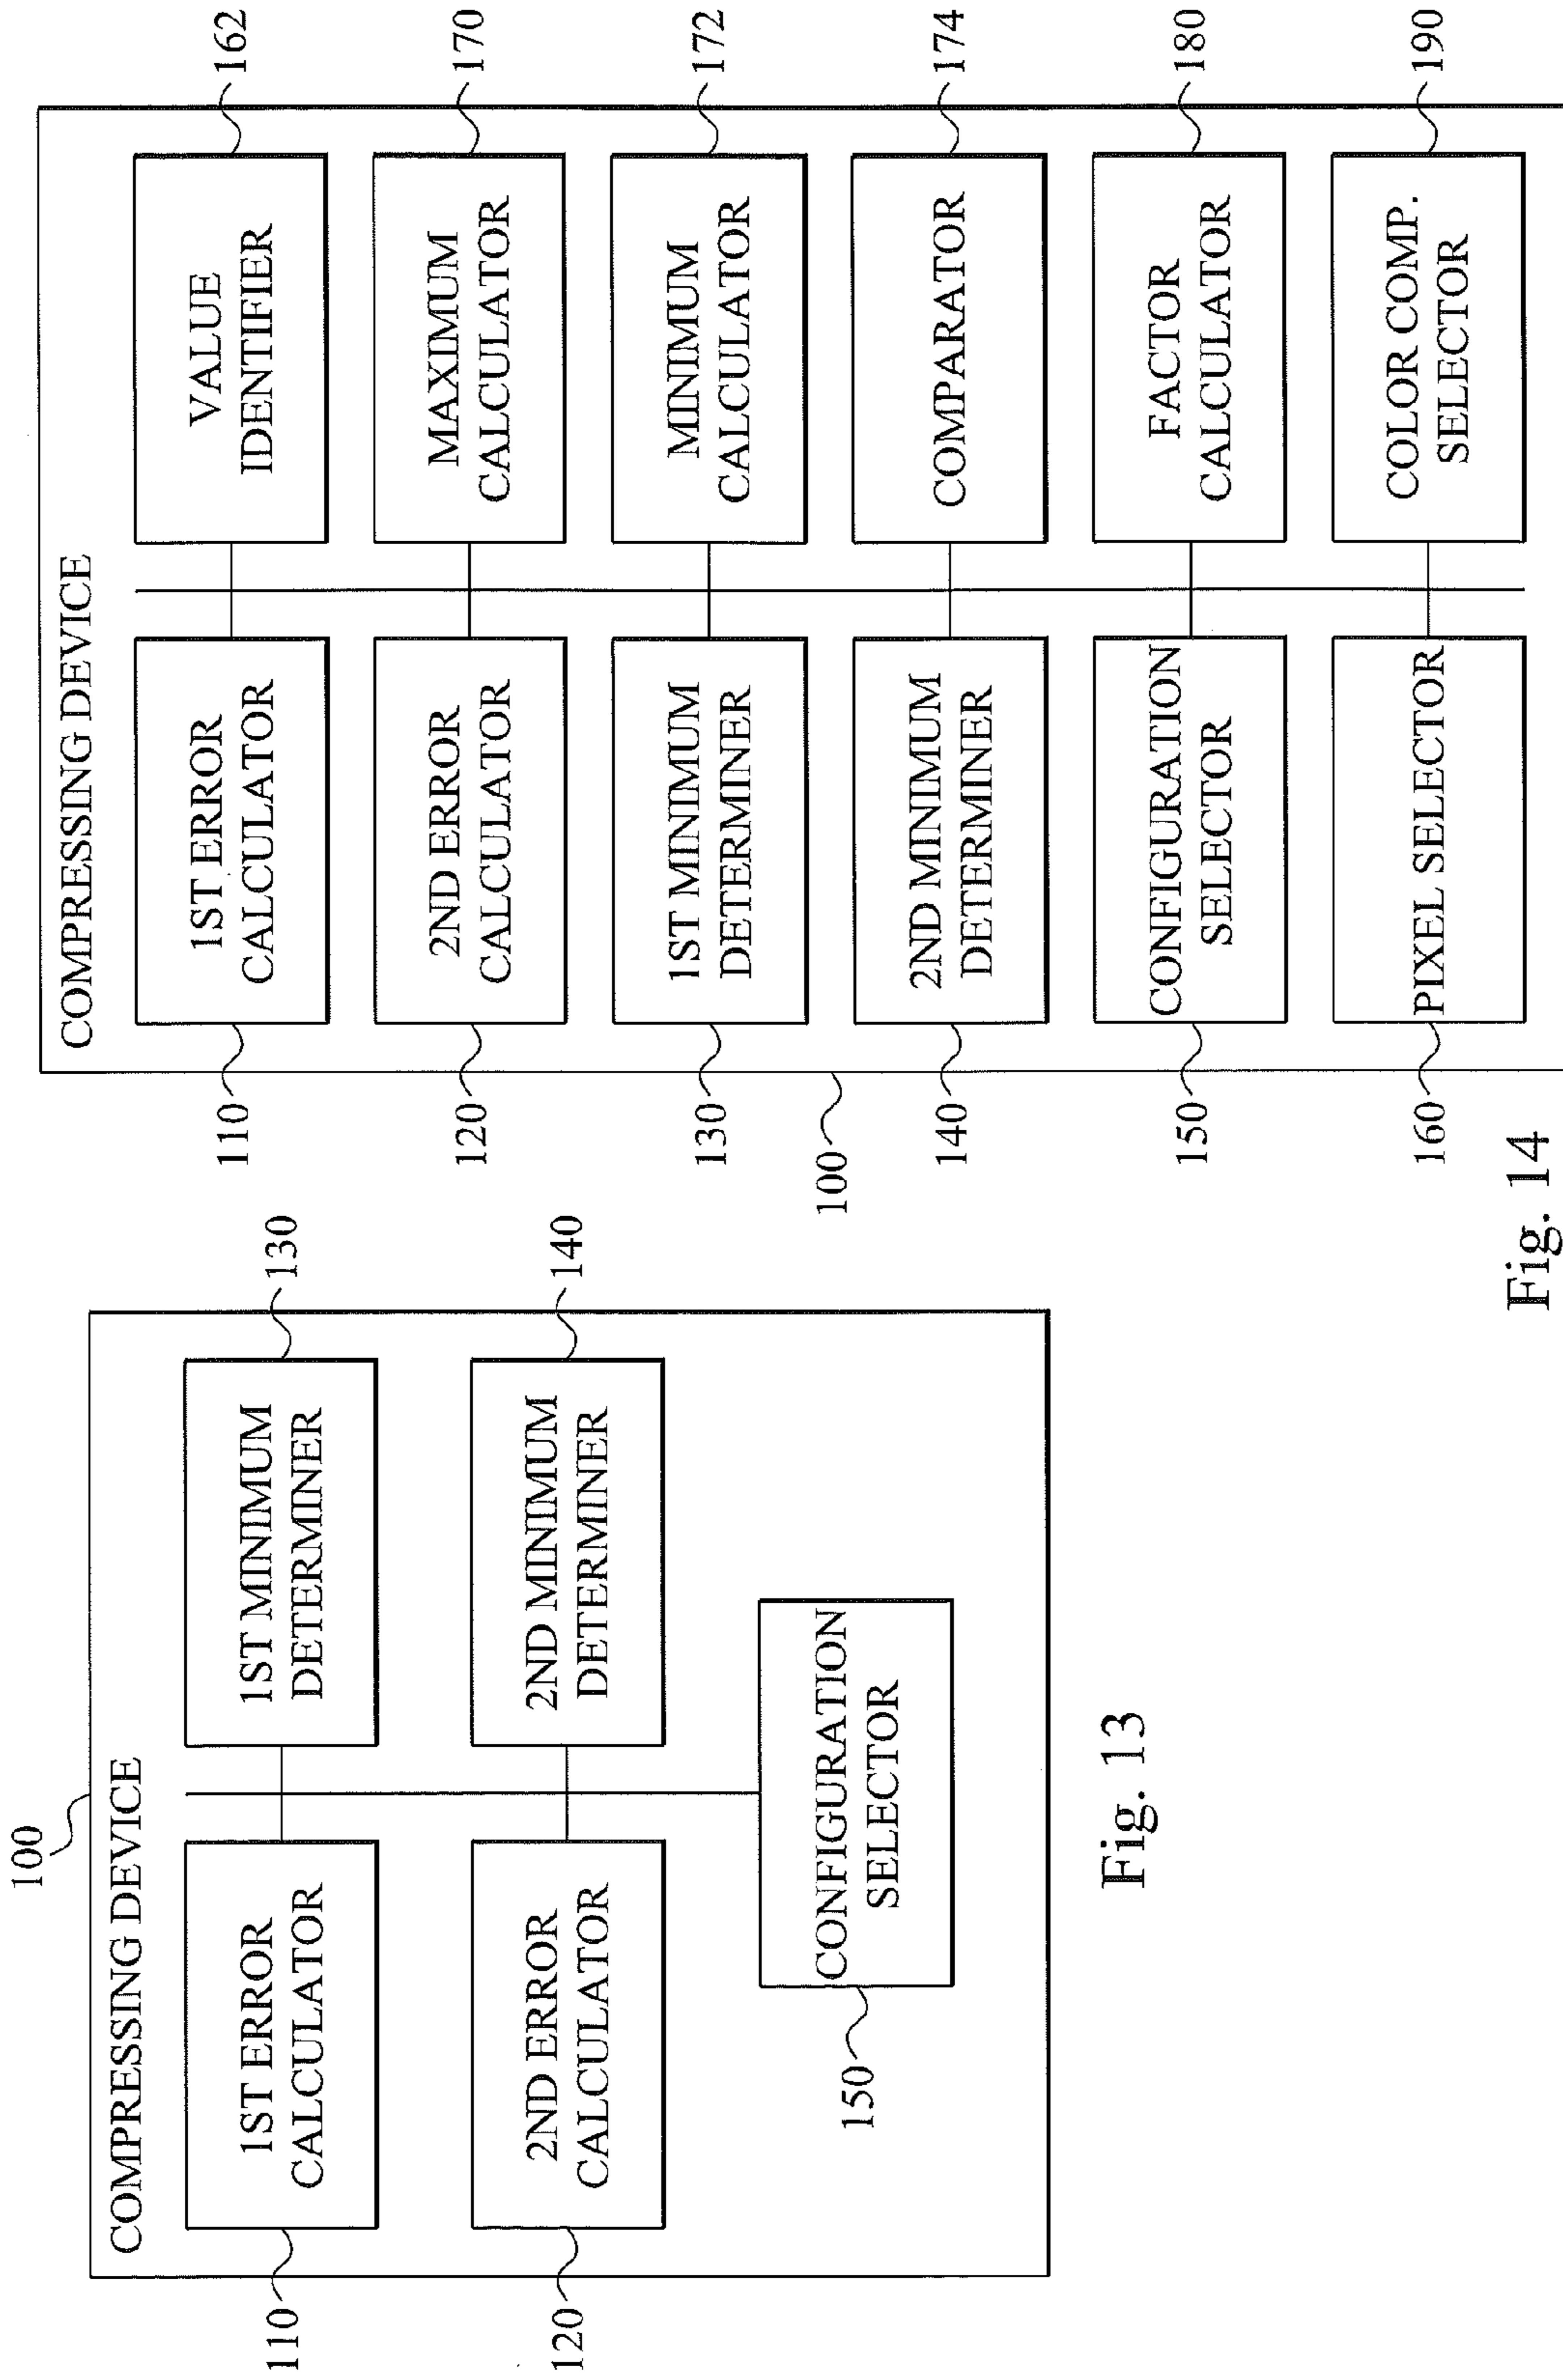 100
COMPRESSING DEVICE
110
1ST ERROR
CALCULATOR
1ST MINIMUM
DETERMINER
130
120
2ND ERROR
CALCULATOR
2ND MINIMUM
DETERMINER
140
150
CONFIGURATION
SELECTOR
Fig. 13
COMPRESSING DEVICE
110
1ST ERROR
CALCULATOR
VALUE
IDENTIFIER
162
120
2ND ERROR
CALCULATOR
MAXIMUM
CALCULATOR
170
130
1ST MINIMUM
DETERMINER
MINIMUM
CALCULATOR
172
100
140
2ND MINIMUM
DETERMINER
COMPARATOR
174
150
CONFIGURATION
SELECTOR
FACTOR
CALCULATOR
180
160
PIXEL SELECTOR
COLOR COMP.
SELECTOR
190
Fig. 14